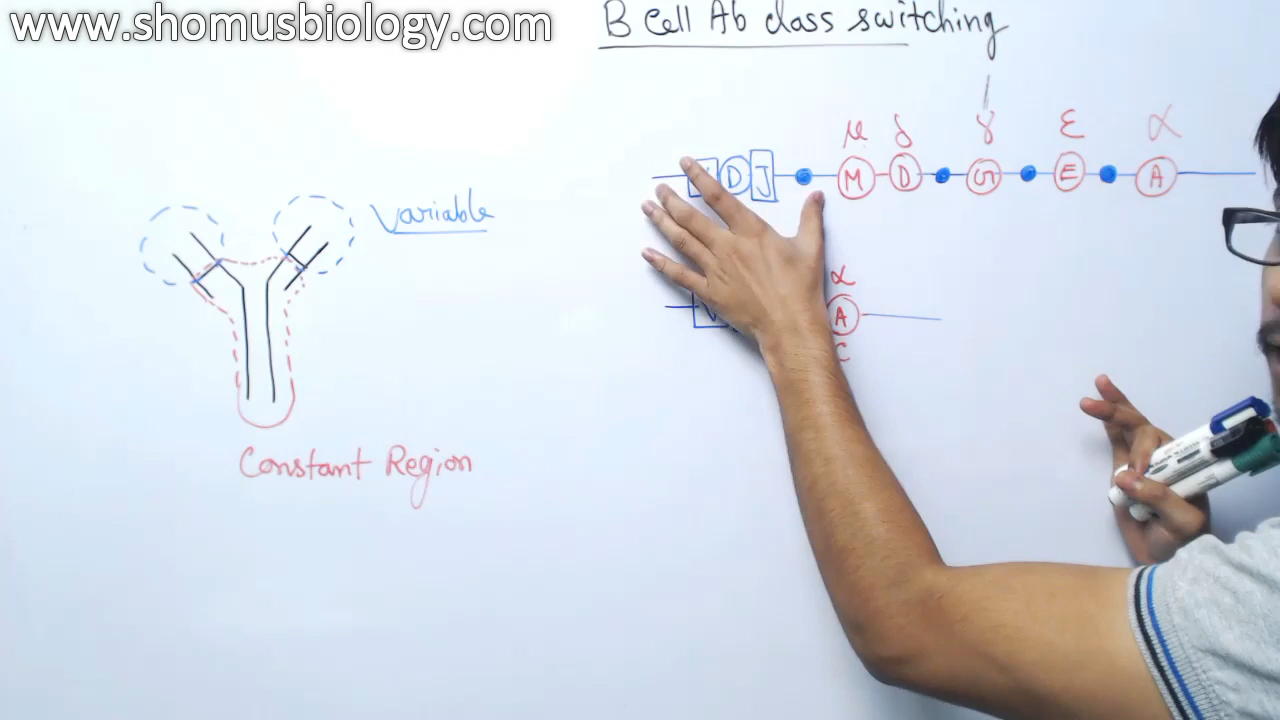 www.shomusbiology.com
B Cell Ab class switching
μ δ γ ε α
D J M D G E A
Variable
α
V A
C
Constant Region